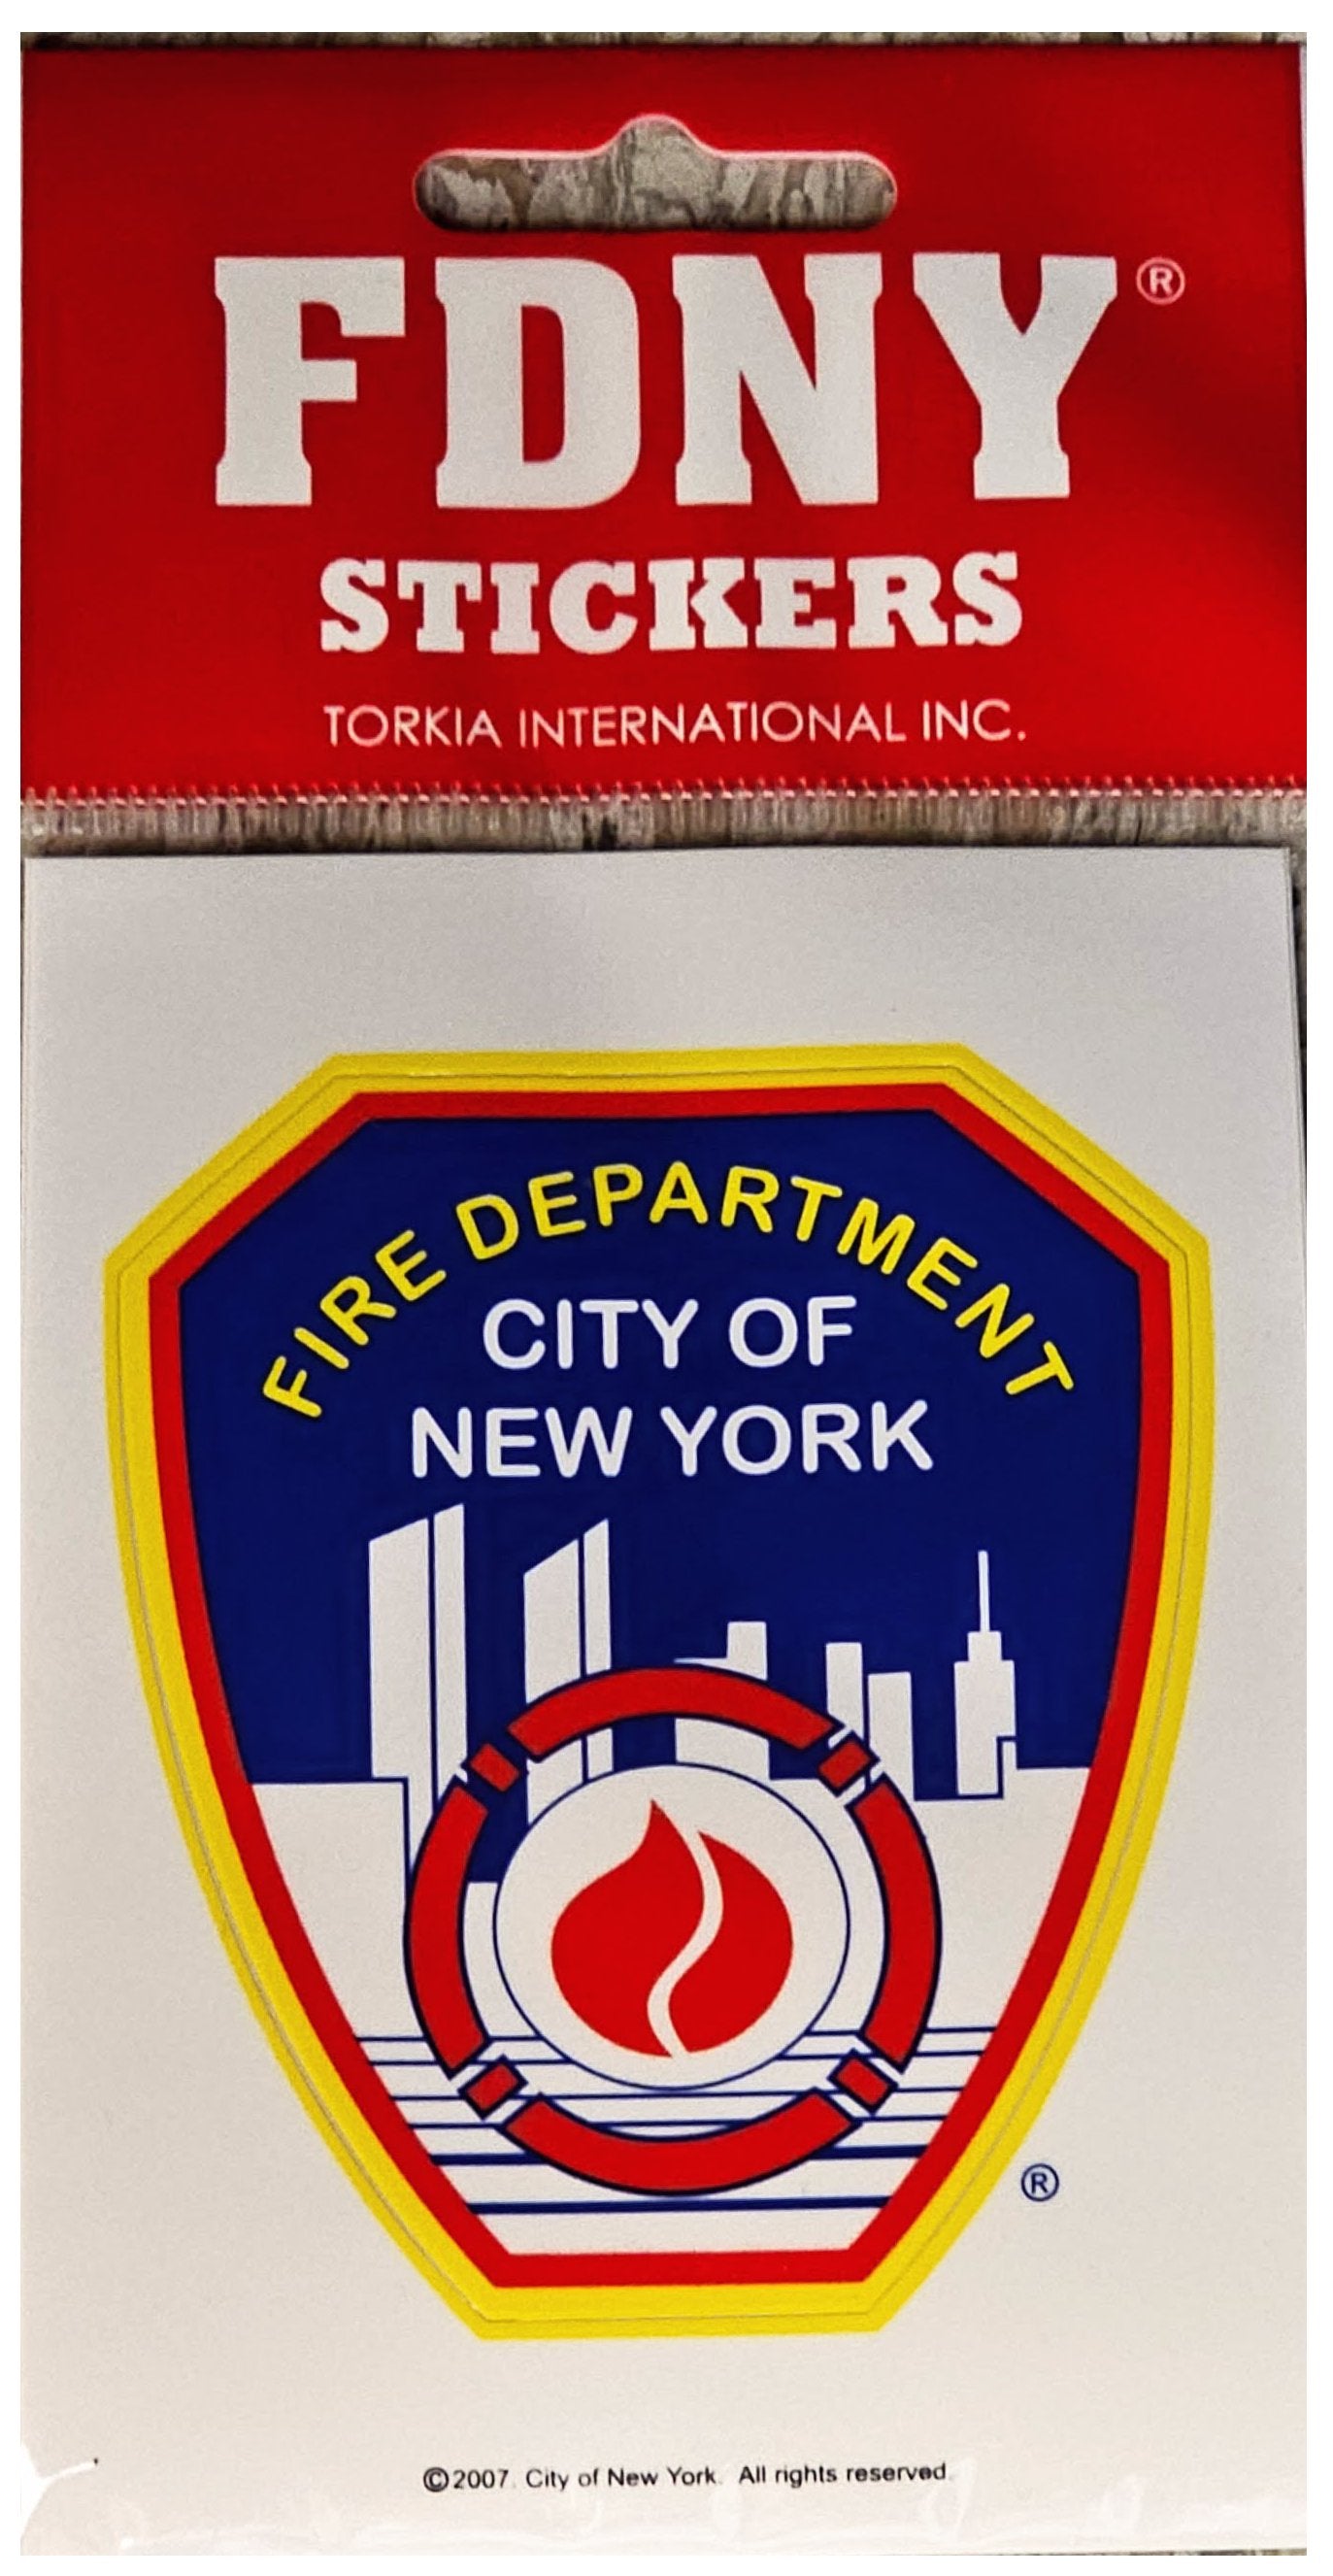 FDNY®
STICKERS
TORKIA INTERNATIONAL INC.
FIRE DEPARTMENT
CITY OF
NEW YORK
®
©2007. City of New York. All rights reserved.